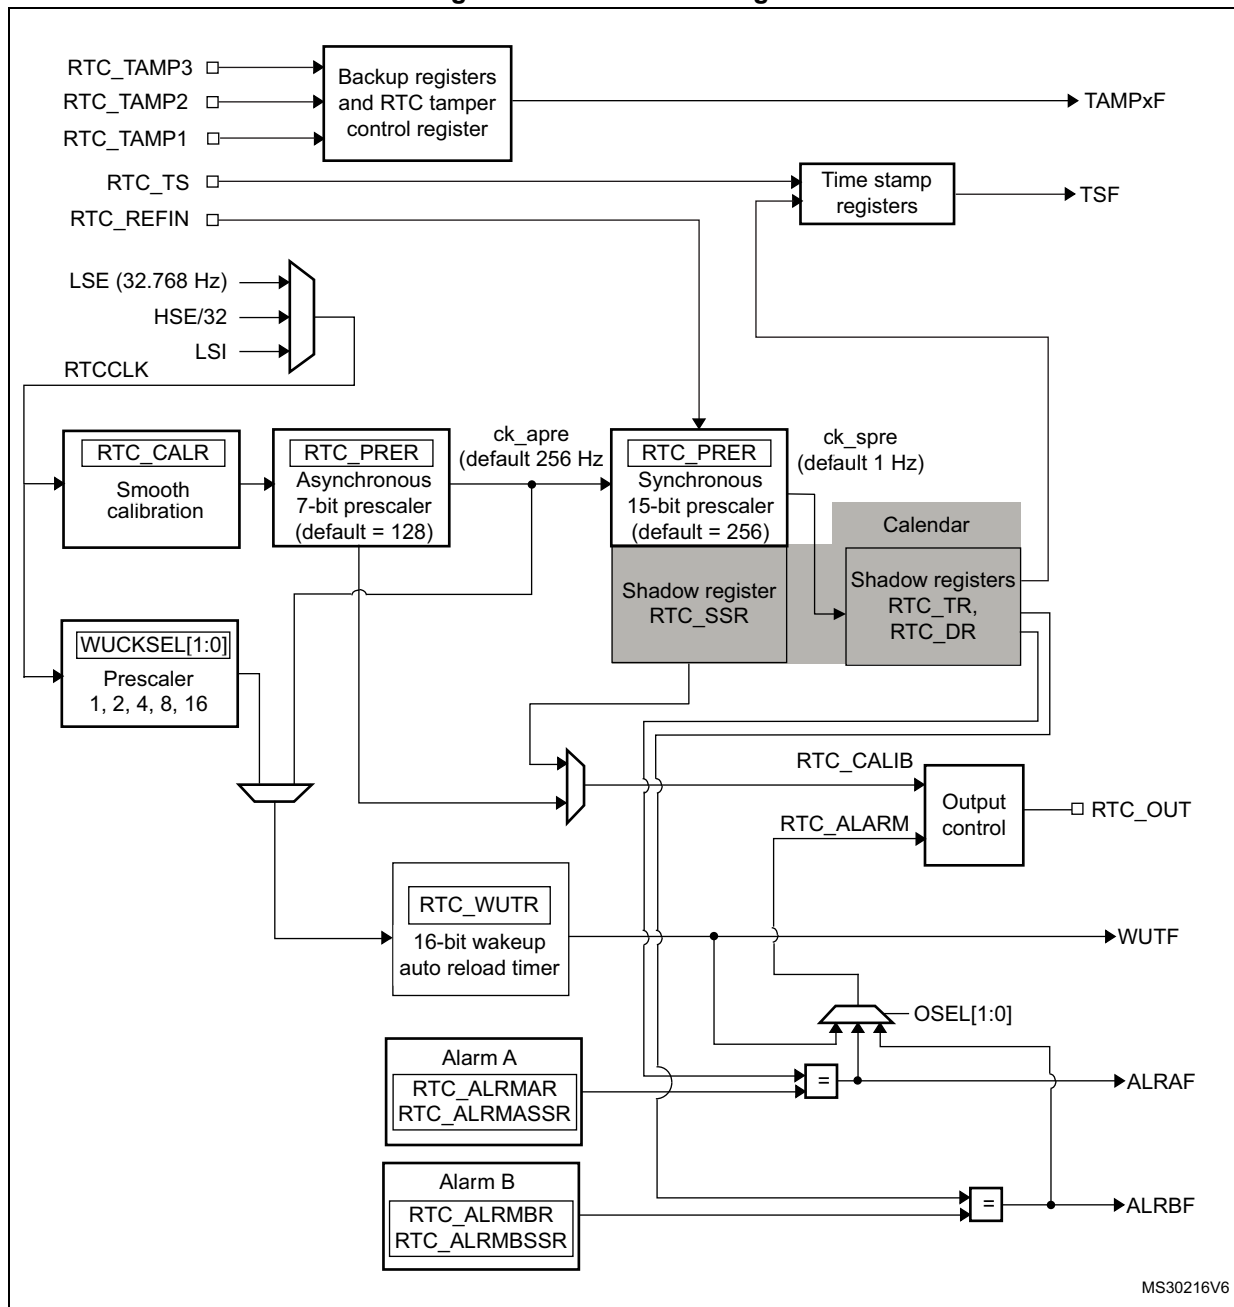 RTC_TAMP3
RTC_TAMP2
RTC_TAMP1
Backup registers
and RTC tamper
control register
TAMPxF
RTC_TS
RTC_REFIN
Time stamp
registers
TSF
LSE (32.768 Hz)
HSE/32
LSI
RTCCLK
RTC_CALR
Smooth
calibration
RTC_PRER
Asynchronous
7-bit prescaler
(default = 128)
ck_apre
(default 256 Hz
RTC_PRER
Synchronous
15-bit prescaler
(default = 256)
ck_spre
(default 1 Hz)
Calendar
Shadow register
RTC_SSR
Shadow registers
RTC_TR,
RTC_DR
WUCKSEL[1:0]
Prescaler
1, 2, 4, 8, 16
RTC_CALIB
RTC_ALARM
Output
control
RTC_OUT
RTC_WUTR
16-bit wakeup
auto reload timer
WUTF
OSEL[1:0]
Alarm A
RTC_ALRMAR
RTC_ALRMASSR
=
ALRAF
Alarm B
RTC_ALRMBR
RTC_ALRMBSSR
=
ALRBF
MS30216V6